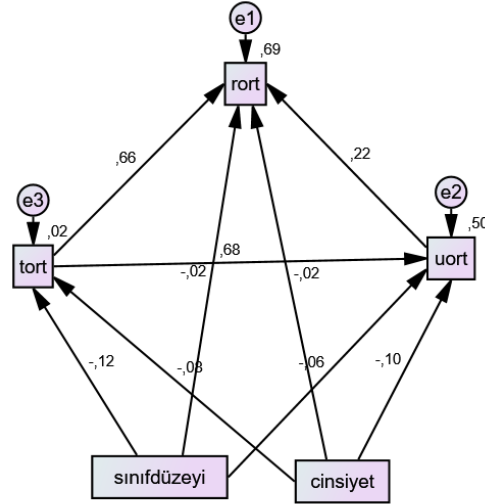 e1
,69
rort
,66
,22
e3
e2
,02
,50
,68
tort
uort
-,02
-,02
-,12
-,08
-,06
-,10
sınıfdüzeyi
cinsiyet